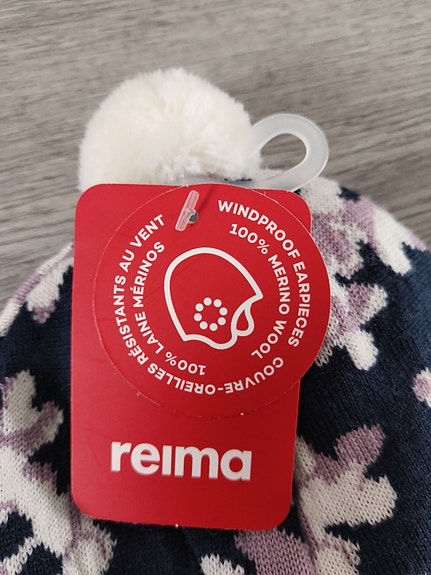 WINDPROOF EARPIECES
100% MERINO WOOL
COUVRE-OREILLES RÉSISTANTS AU VENT
100% LAINE MÉRINOS
reima